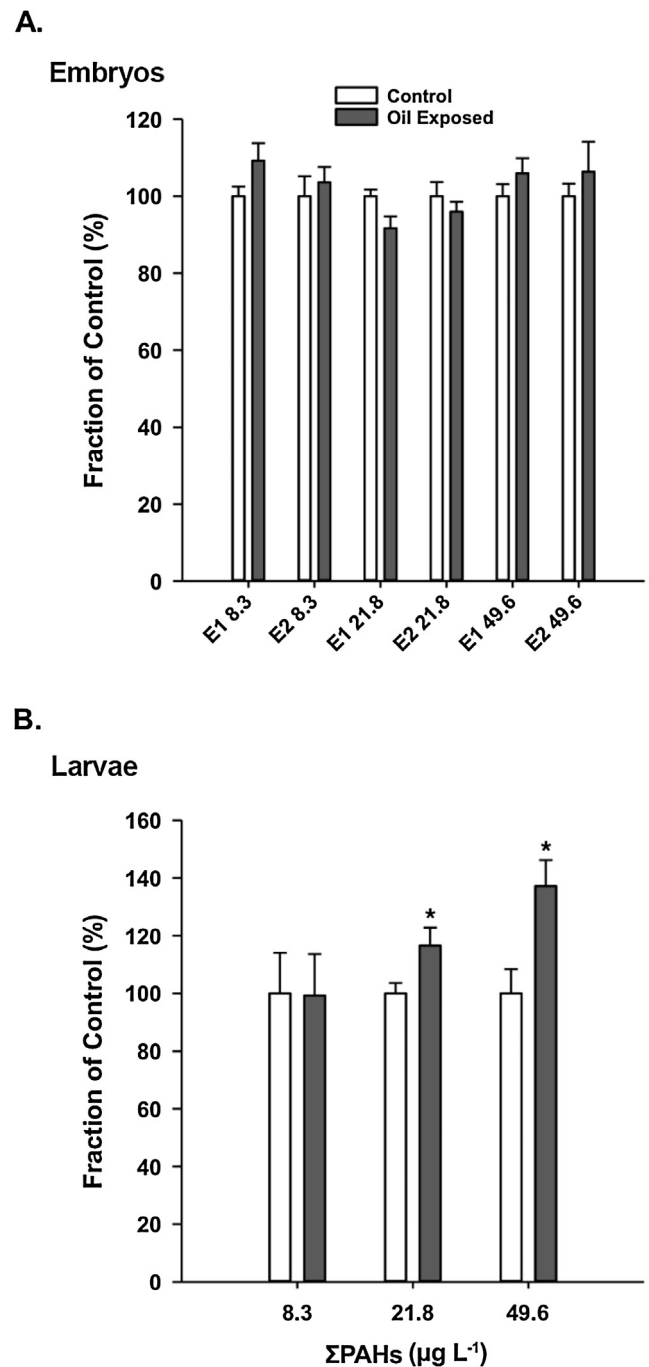 A.
Embryos
Control
Oil Exposed
120
100
80
60
40
20
0
Fraction of Control (%)
E1 8.3
E2 8.3
E1 21.8
E2 21.8
E1 49.6
E2 49.6
B.
Larvae
160
140
120
100
80
60
40
20
0
Fraction of Control (%)
*
*
8.3 21.8 49.6
ΣPAHs (µg L⁻¹)